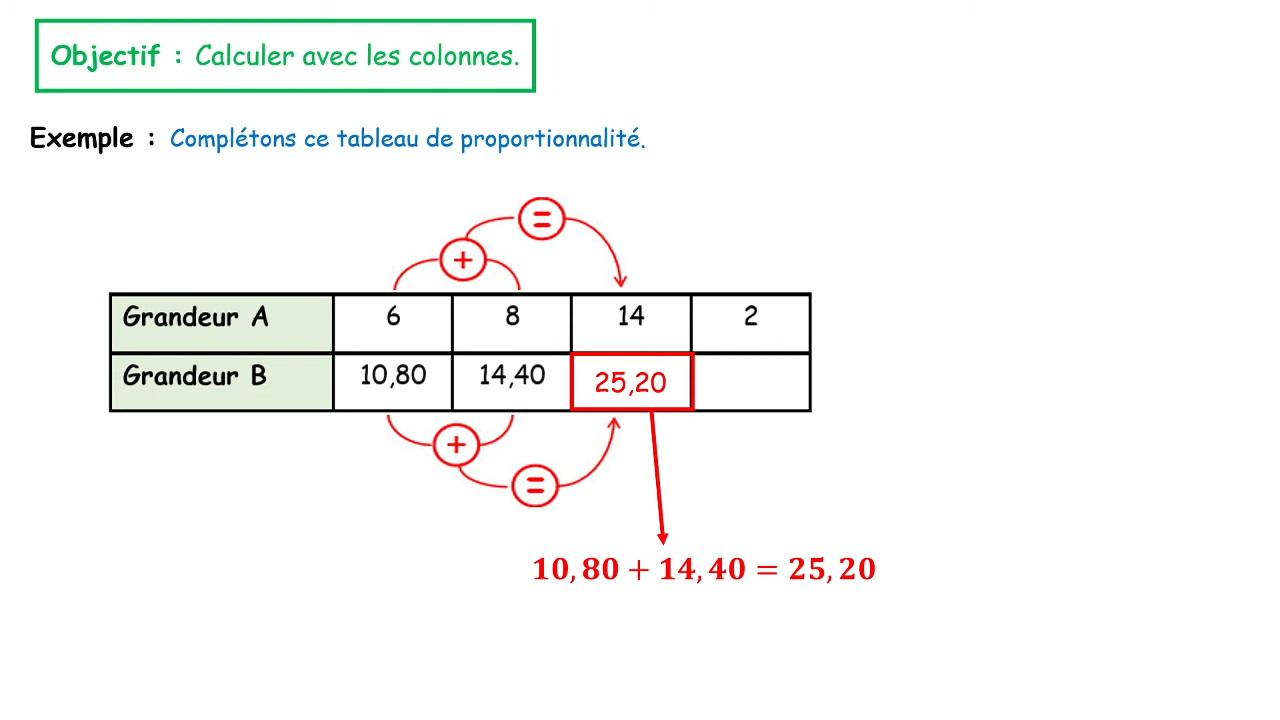 Objectif : Calculer avec les colonnes.
Exemple : Complétons ce tableau de proportionnalité.
=
+
Grandeur A 6 8 14 2
Grandeur B 10,80 14,40 25,20
+
=
10,80 + 14,40 = 25,20